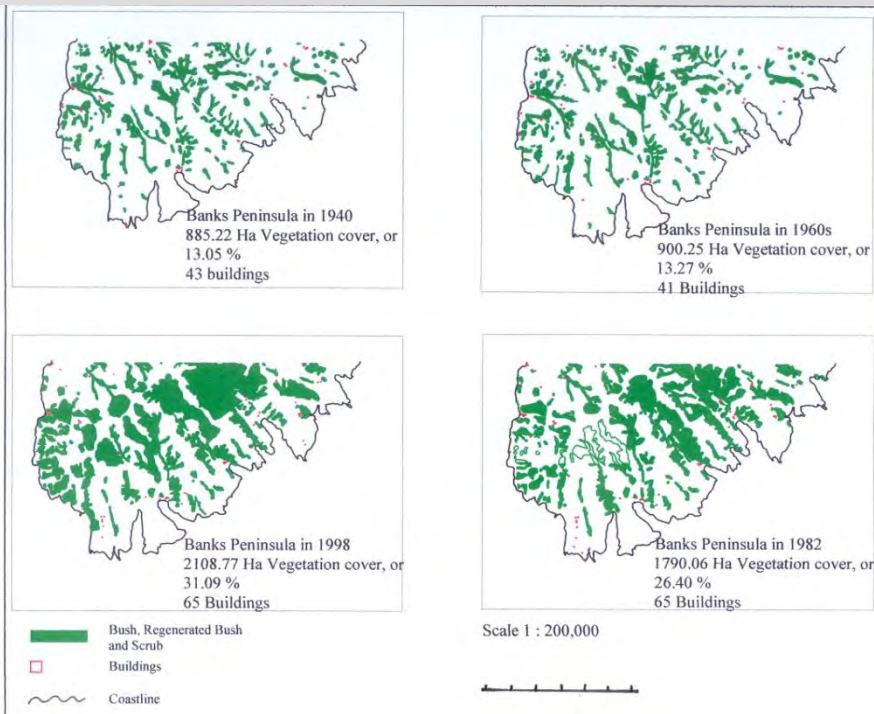 Banks Peninsula in 1940
885.22 Ha Vegetation cover, or
13.05 %
43 buildings
Banks Peninsula in 1960s
900.25 Ha Vegetation cover, or
13.27 %
41 Buildings
Banks Peninsula in 1998
2108.77 Ha Vegetation cover, or
31.09 %
65 Buildings
Banks Peninsula in 1982
1790.06 Ha Vegetation cover, or
26.40 %
65 Buildings
Bush, Regenerated Bush
and Scrub
Buildings
Coastline
Scale 1 : 200,000